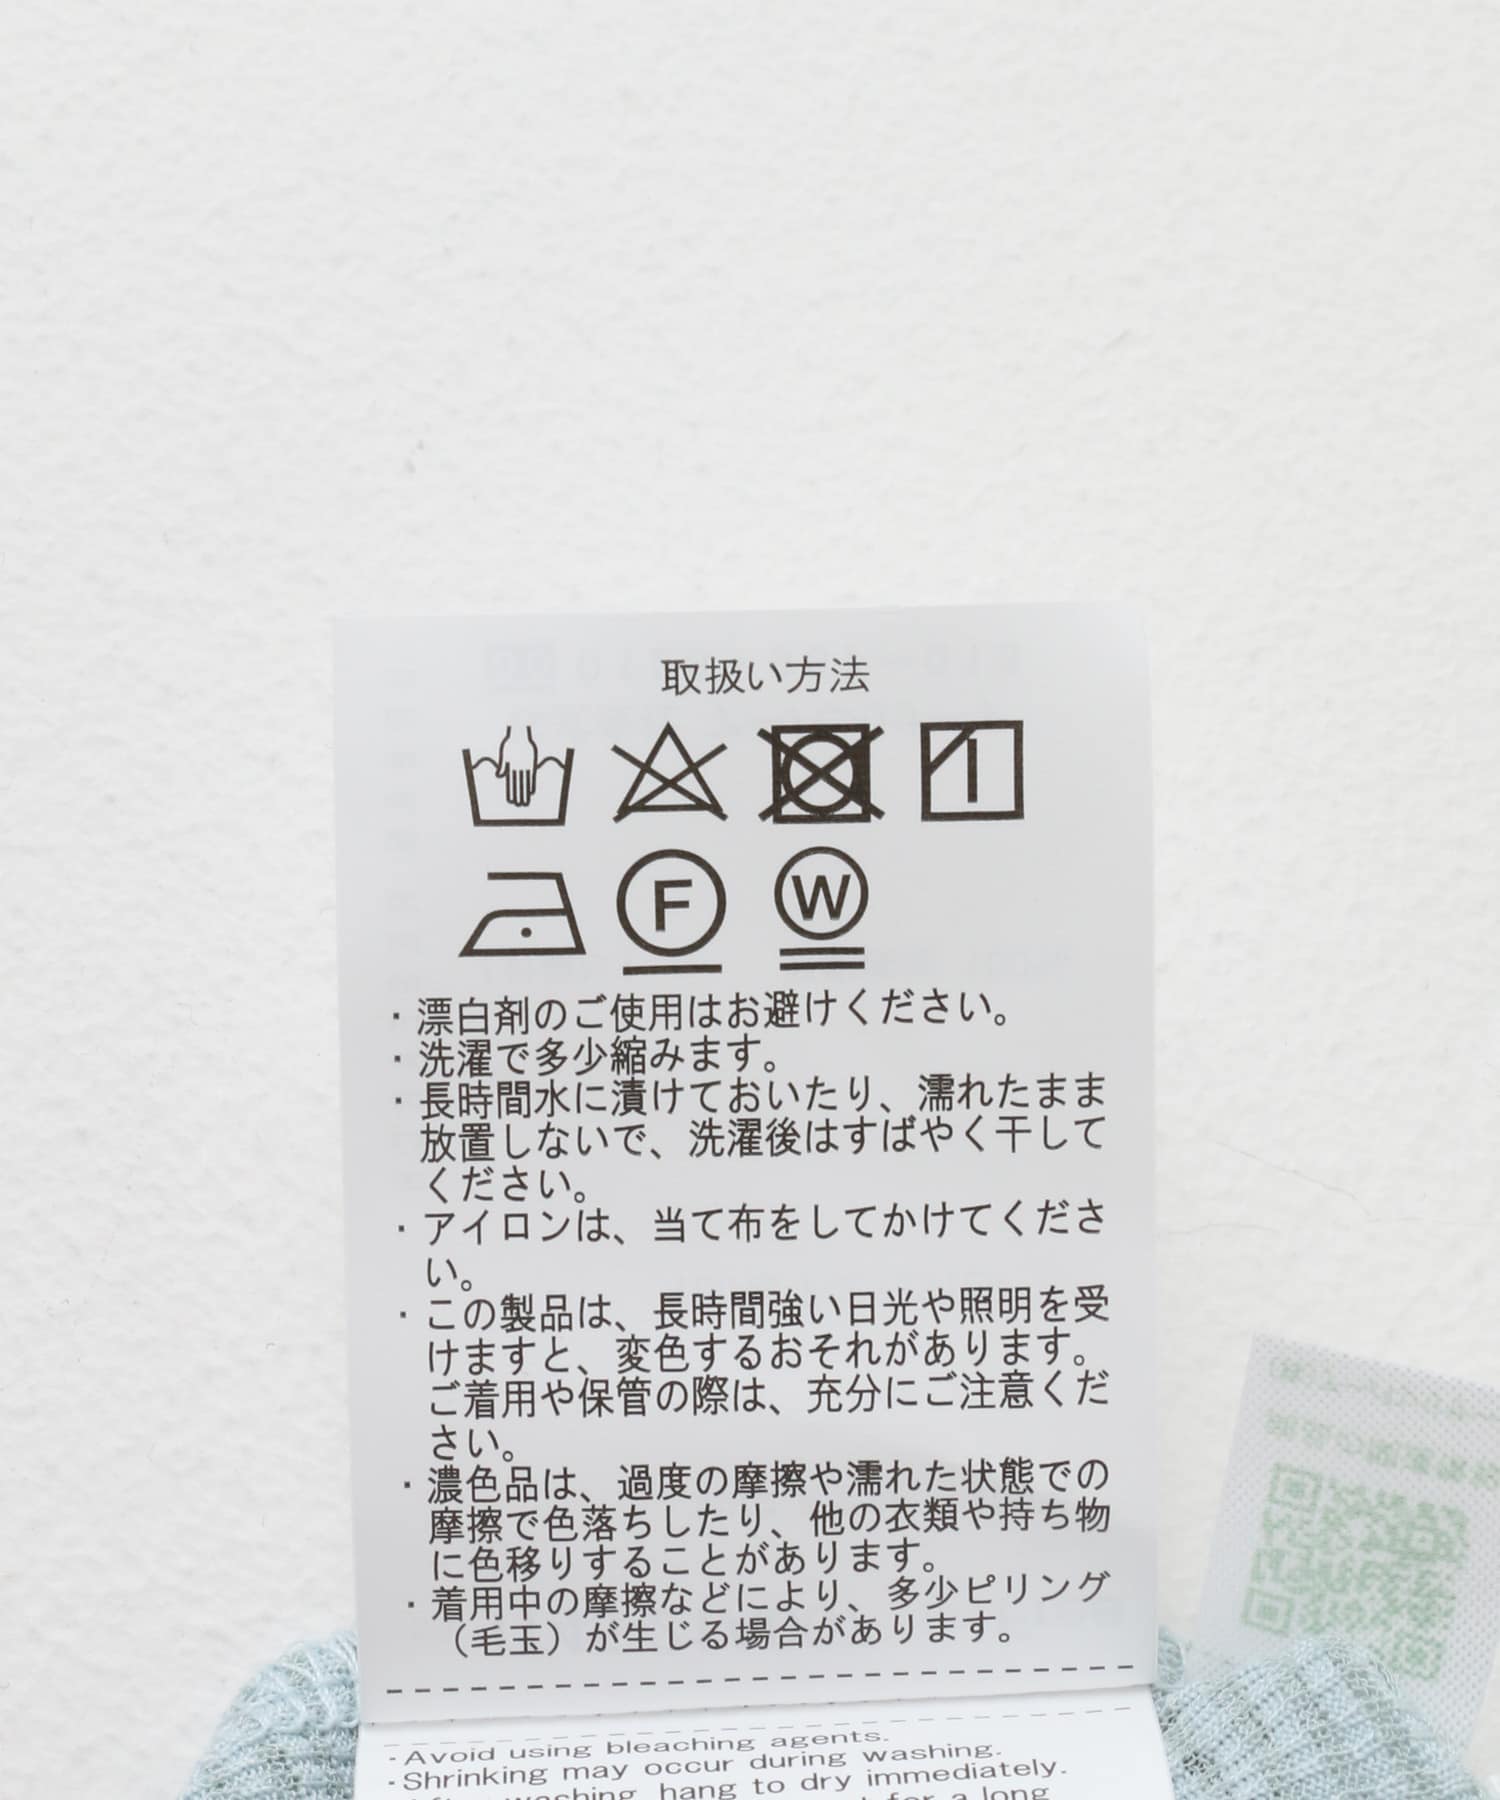 取扱い方法
F
W
・漂白剤のご使用はお避けください。
・洗濯で多少縮みます。
・長時間水に漬けておいたり、濡れたまま
放置しないで、洗濯後はすばやく干して
ください。
・アイロンは、当て布をしてかけてくださ
い。
・この製品は、長時間強い日光や照明を受
けますと、変色するおそれがあります。
ご着用や保管の際は、充分にご注意くだ
さい。
・濃色品は、過度の摩擦や濡れた状態での
摩擦で色落ちしたり、他の衣類や持ち物
に色移りすることがあります。
・着用中の摩擦などにより、多少ピリング
（毛玉）が生じる場合があります。
・Avoid using bleaching agents.
・Shrinking may occur during washing.
washing, hang to dry immediately.
for a long